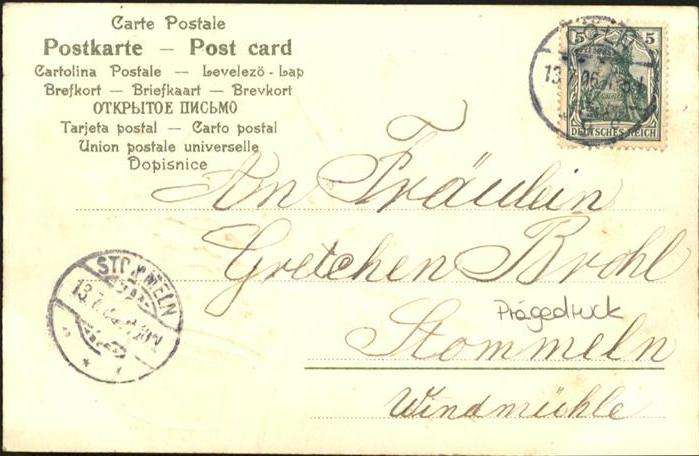 Carte Postale
Postkarte — Post card
Cartolina Postale — Levelező-Lap
Brefkort — Briefkaart — Brevkort
ОТКРЫТОЕ ПИСЬМО
Tarjeta postal — Carto postal
Union postale universelle
Dopisnice
5 5
DEUTSCHES REICH
An Fräulein
Gretchen Brohl
Prägedruck
Stommeln
Windmühle
STOMMELN